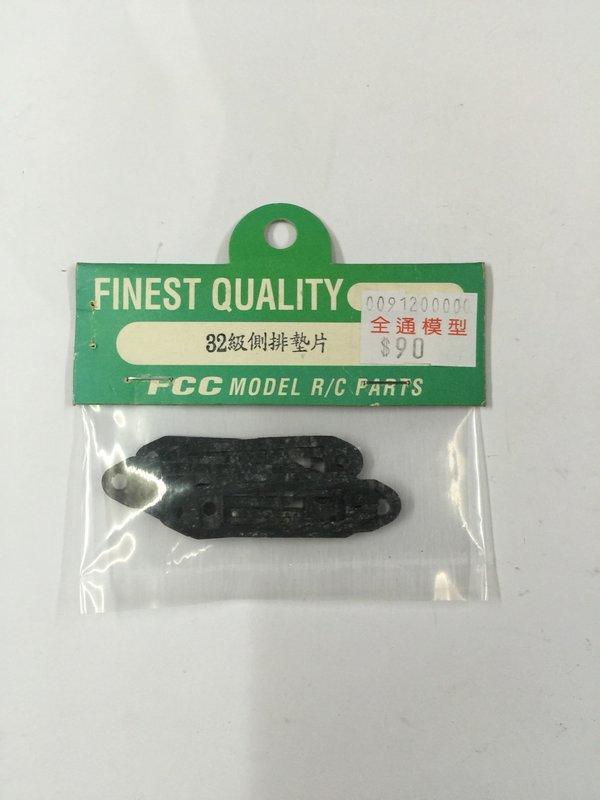 FINEST QUALITY
0091200000
全通模型
$90
32級側排墊片
FCC MODEL R/C PARTS